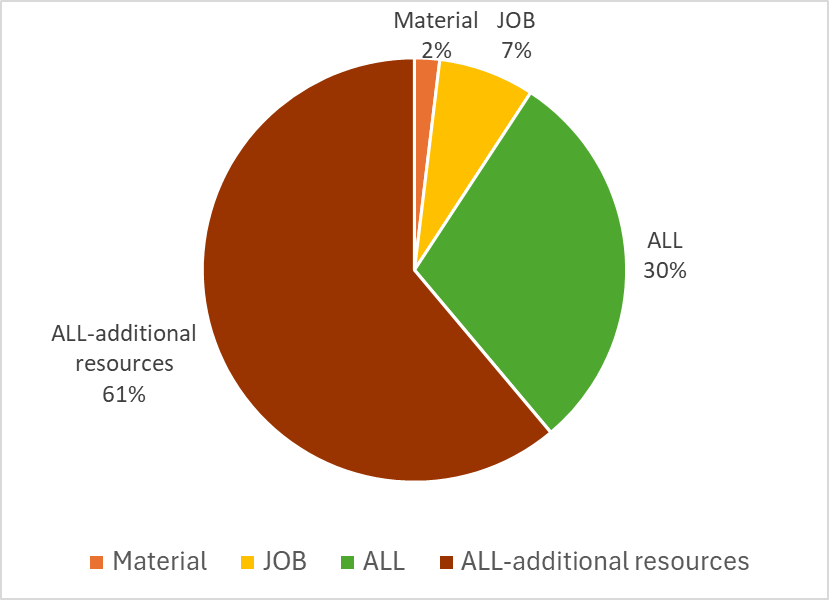 Material
2%
JOB
7%
ALL
30%
ALL-additional
resources
61%
Material JOB ALL ALL-additional resources